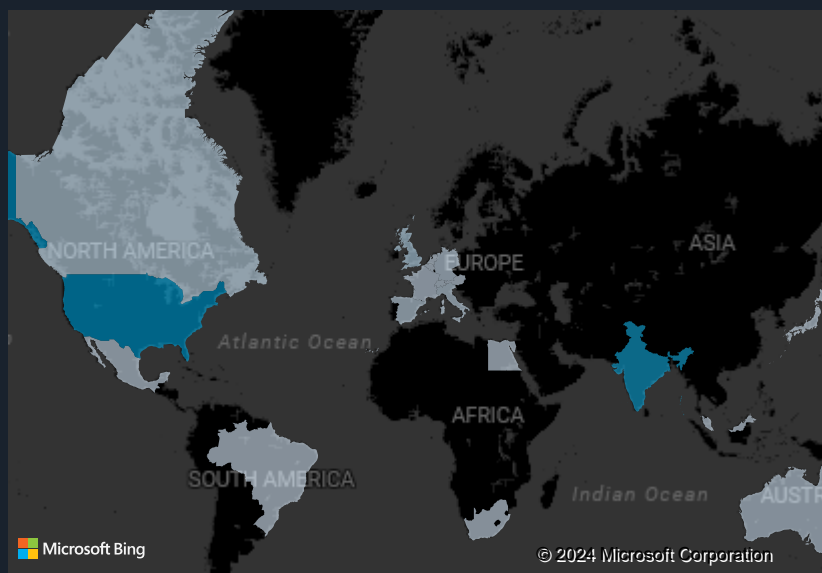 NORTH AMERICA
EUROPE
ASIA
Atlantic Ocean
AFRICA
SOUTH AMERICA
Indian Ocean
AUSTR
Microsoft Bing
© 2024 Microsoft Corporation